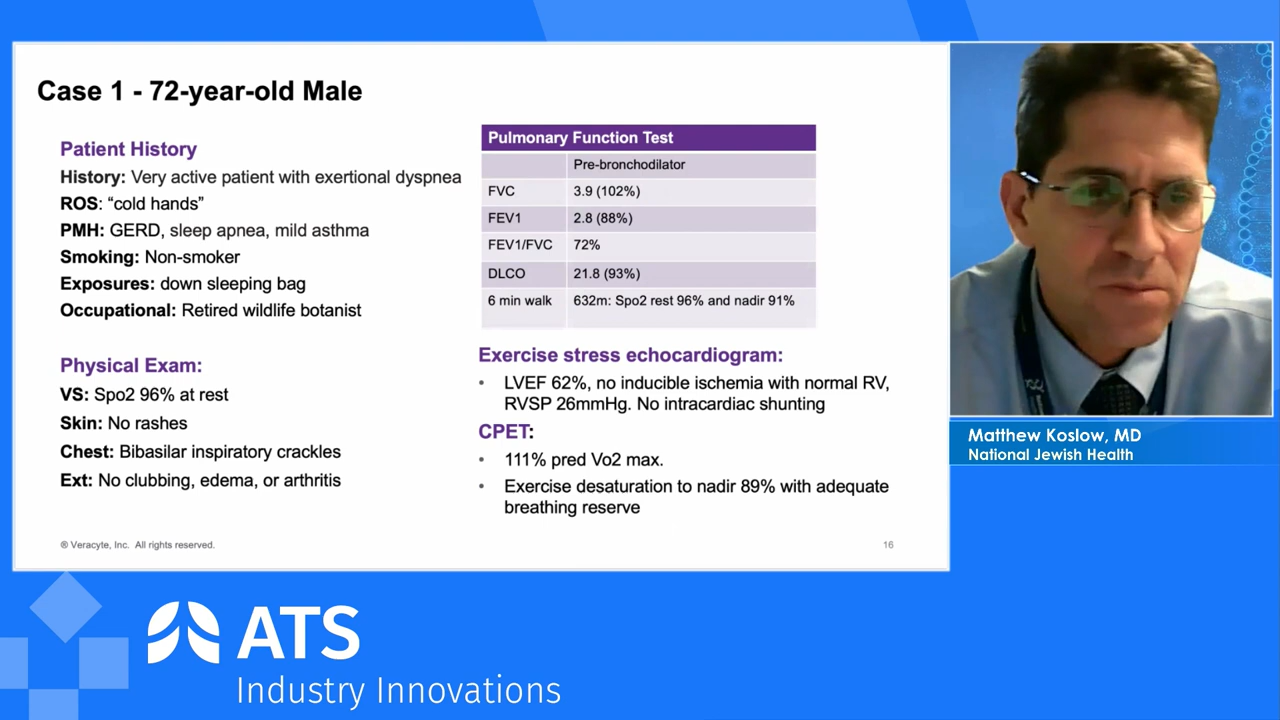 Case 1 - 72-year-old Male
Patient History
History: Very active patient with exertional dyspnea
ROS: “cold hands”
PMH: GERD, sleep apnea, mild asthma
Smoking: Non-smoker
Exposures: down sleeping bag
Occupational: Retired wildlife botanist
Physical Exam:
VS: Spo2 96% at rest
Skin: No rashes
Chest: Bibasilar inspiratory crackles
Ext: No clubbing, edema, or arthritis
Pulmonary Function Test
Pre-bronchodilator
FVC 3.9 (102%)
FEV1 2.8 (88%)
FEV1/FVC 72%
DLCO 21.8 (93%)
6 min walk 632m: Spo2 rest 96% and nadir 91%
Exercise stress echocardiogram:
• LVEF 62%, no inducible ischemia with normal RV,
RVSP 26mmHg. No intracardiac shunting
CPET:
• 111% pred Vo2 max.
• Exercise desaturation to nadir 89% with adequate
breathing reserve
® Veracyte, Inc. All rights reserved.
16
Matthew Koslow, MD
National Jewish Health
ATS
Industry Innovations